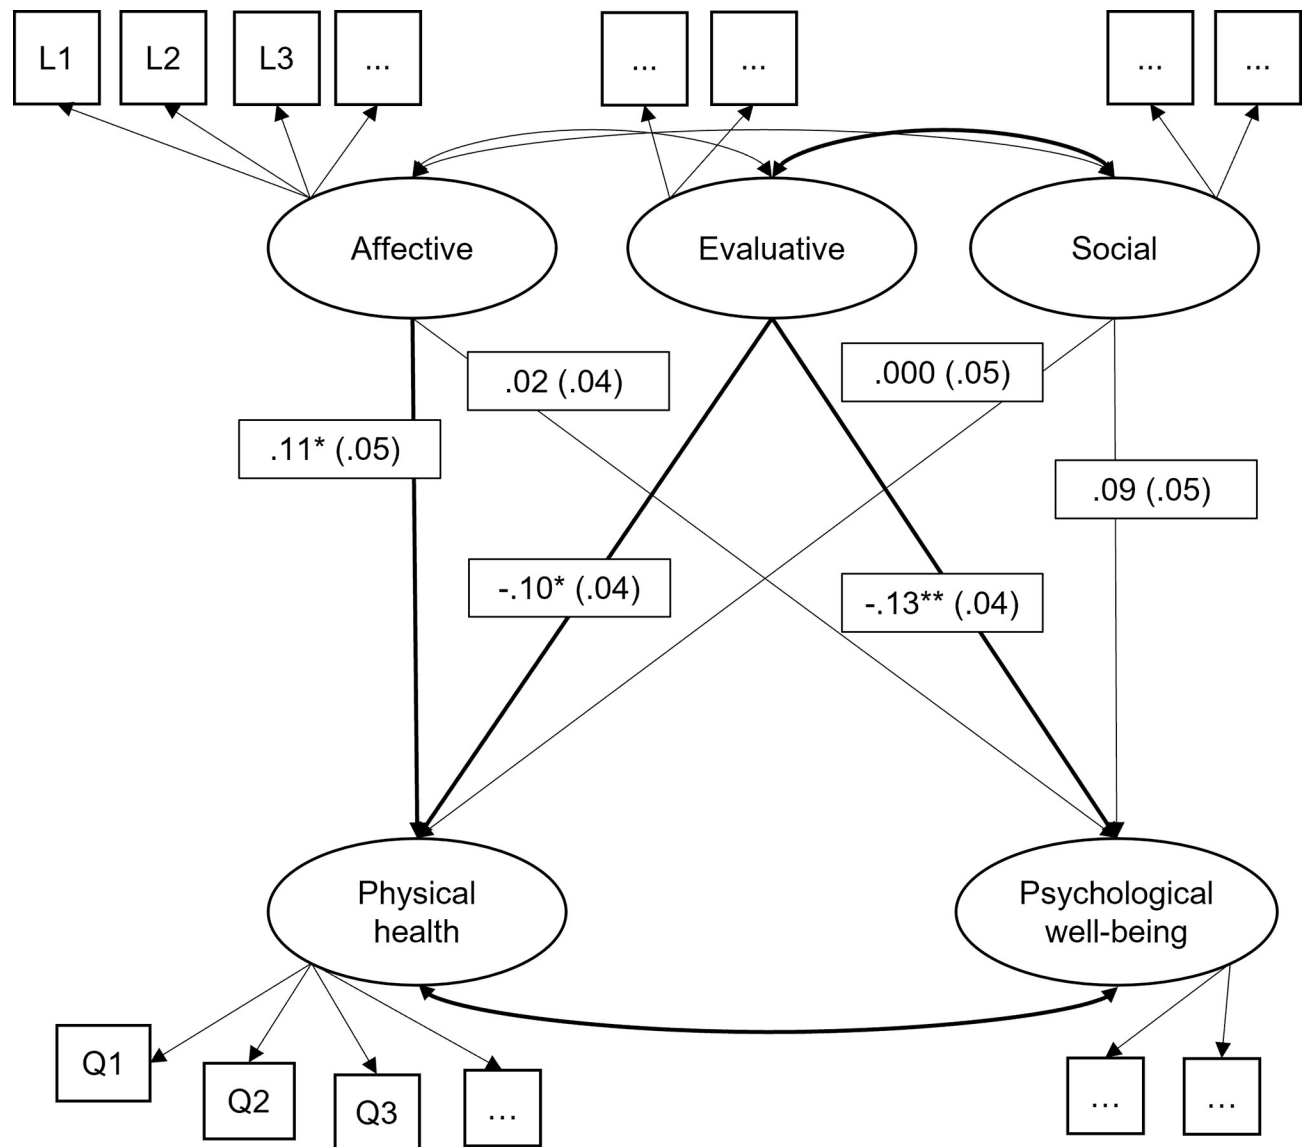 L1
L2
L3
...
...
...
...
...
Affective
Evaluative
Social
.02 (.04)
.000 (.05)
.11* (.05)
.09 (.05)
-.10* (.04)
-.13** (.04)
Physical
health
Psychological
well-being
Q1
Q2
Q3
...
...
...